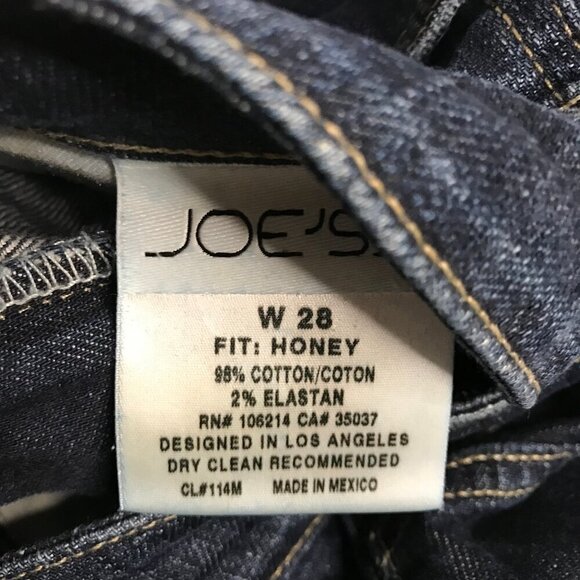 JOE'S
W 28
FIT: HONEY
98% COTTON/COTON
2% ELASTAN
RN# 106214 CA# 35037
DESIGNED IN LOS ANGELES
DRY CLEAN RECOMMENDED
CL#114M MADE IN MEXICO